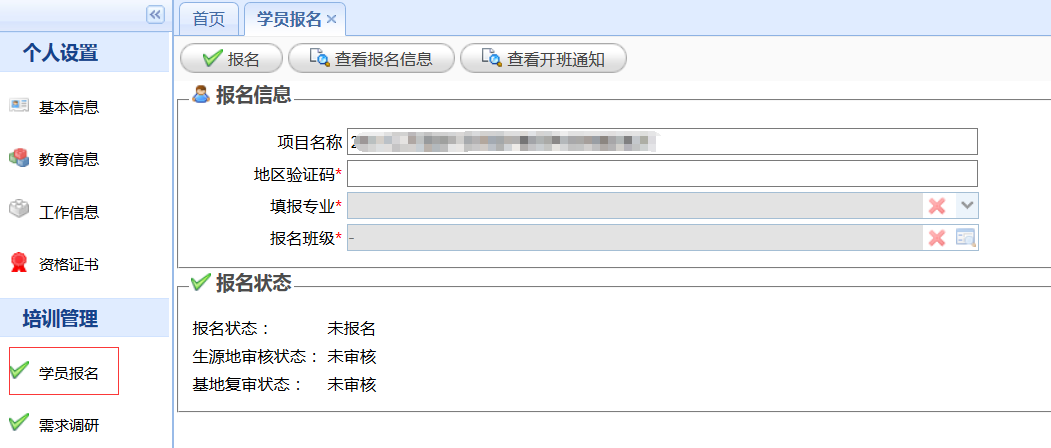 首页
学员报名
个人设置
基本信息
教育信息
工作信息
资格证书
培训管理
学员报名
需求调研
报名
查看报名信息
查看开班通知
报名信息
项目名称 2
地区验证码*
填报专业*
报名班级* -
报名状态
报名状态： 未报名
生源地审核状态： 未审核
基地复审状态： 未审核